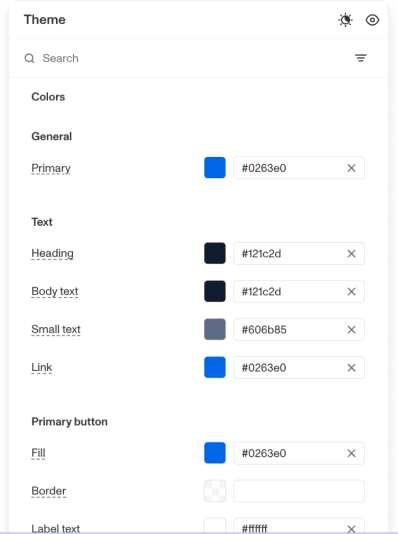 Theme
Search
Colors
General
Primary #0263e0
Text
Heading #121c2d
Body text #121c2d
Small text #606b85
Link #0263e0
Primary button
Fill #0263e0
Border
Label text #ffffff